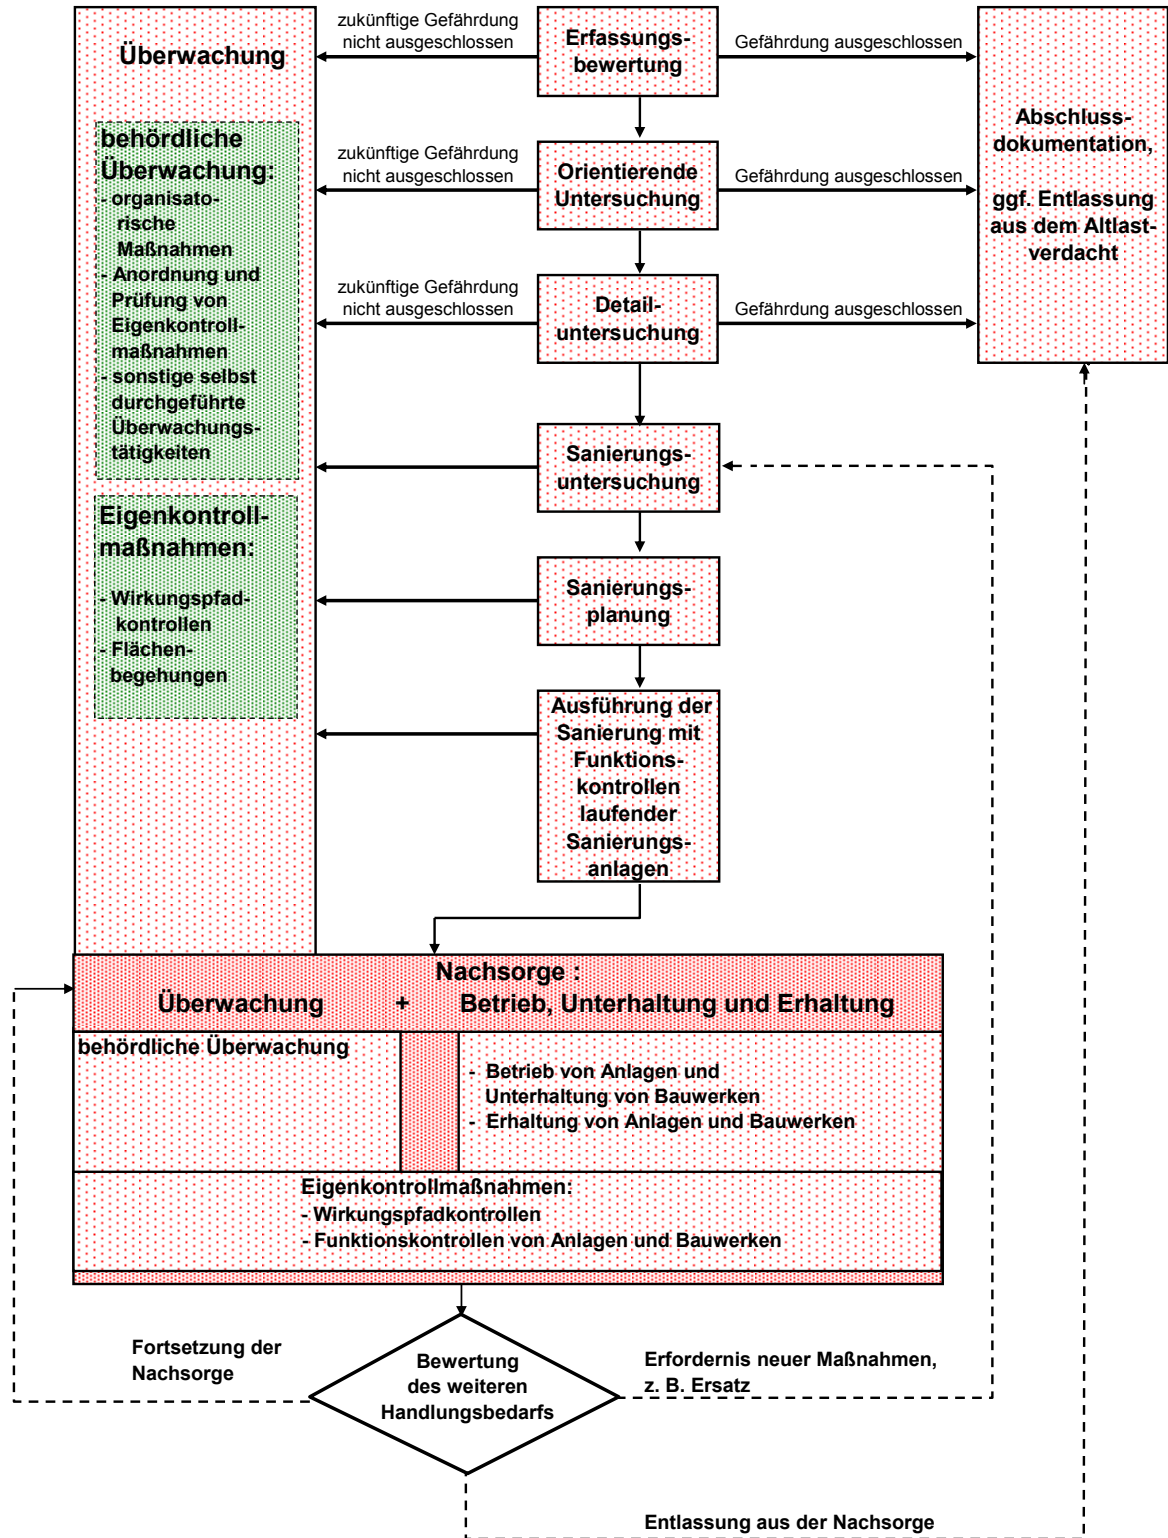 Überwachung
behördliche
Überwachung:
- organisato-
rische
Maßnahmen
- Anordnung und
Prüfung von
Eigenkontroll-
maßnahmen
- sonstige selbst
durchgeführte
Überwachungs-
tätigkeiten
Eigenkontroll-
maßnahmen:
- Wirkungspfad-
kontrollen
- Flächen-
begehungen
zukünftige Gefährdung
nicht ausgeschlossen
Erfassungs-
bewertung
Gefährdung ausgeschlossen
zukünftige Gefährdung
nicht ausgeschlossen
Orientierende
Untersuchung
Gefährdung ausgeschlossen
zukünftige Gefährdung
nicht ausgeschlossen
Detail-
untersuchung
Gefährdung ausgeschlossen
Abschluss-
dokumentation,
ggf. Entlassung
aus dem Altlast-
verdacht
Sanierungs-
untersuchung
Sanierungs-
planung
Ausführung der
Sanierung mit
Funktions-
kontrollen
laufender
Sanierungs-
anlagen
Nachsorge :
Überwachung + Betrieb, Unterhaltung und Erhaltung
behördliche Überwachung
- Betrieb von Anlagen und
Unterhaltung von Bauwerken
- Erhaltung von Anlagen und Bauwerken
Eigenkontrollmaßnahmen:
- Wirkungspfadkontrollen
- Funktionskontrollen von Anlagen und Bauwerken
Fortsetzung der
Nachsorge
Bewertung
des weiteren
Handlungsbedarfs
Erfordernis neuer Maßnahmen,
z. B. Ersatz
Entlassung aus der Nachsorge